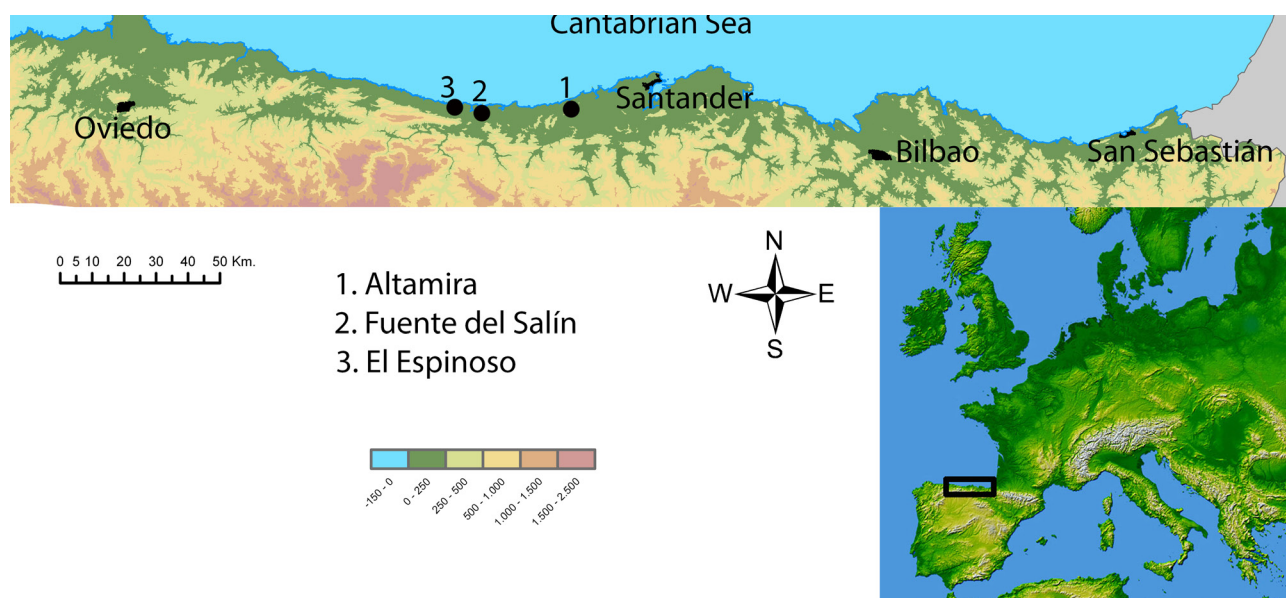 Cantabrian Sea
3
2
1
Santander
Oviedo
Bilbao
San Sebastián
0 5 10 20 30 40 50 Km.
N
W E
S
1. Altamira
2. Fuente del Salín
3. El Espinoso
-150 - 0
0 - 250
250 - 500
500 - 1.000
1.000 - 1.500
1.500 - 2.500